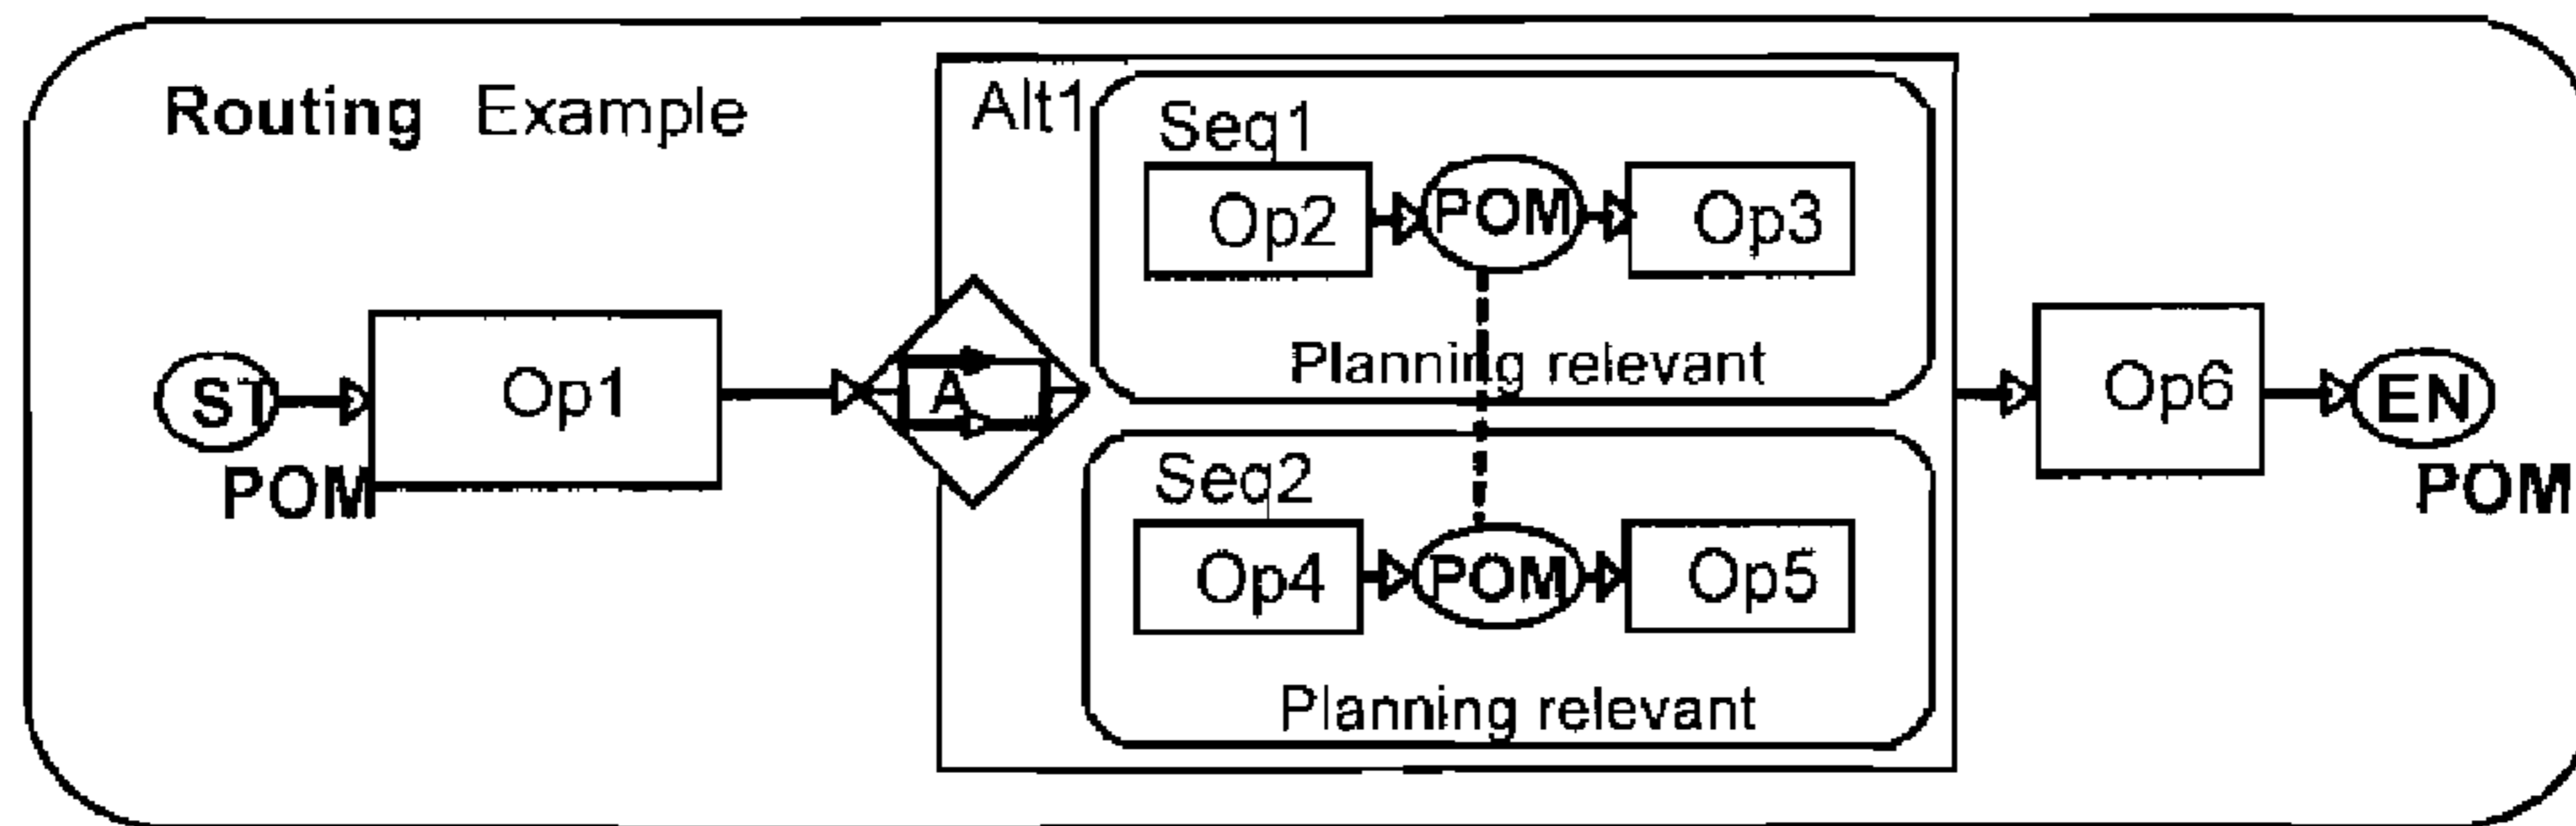 Routing Example
Alt1
Seq1
Op2 POM Op3
Planning relevant
ST Op1 A Op6 EN
POM POM
Seq2
Op4 POM Op5
Planning relevant